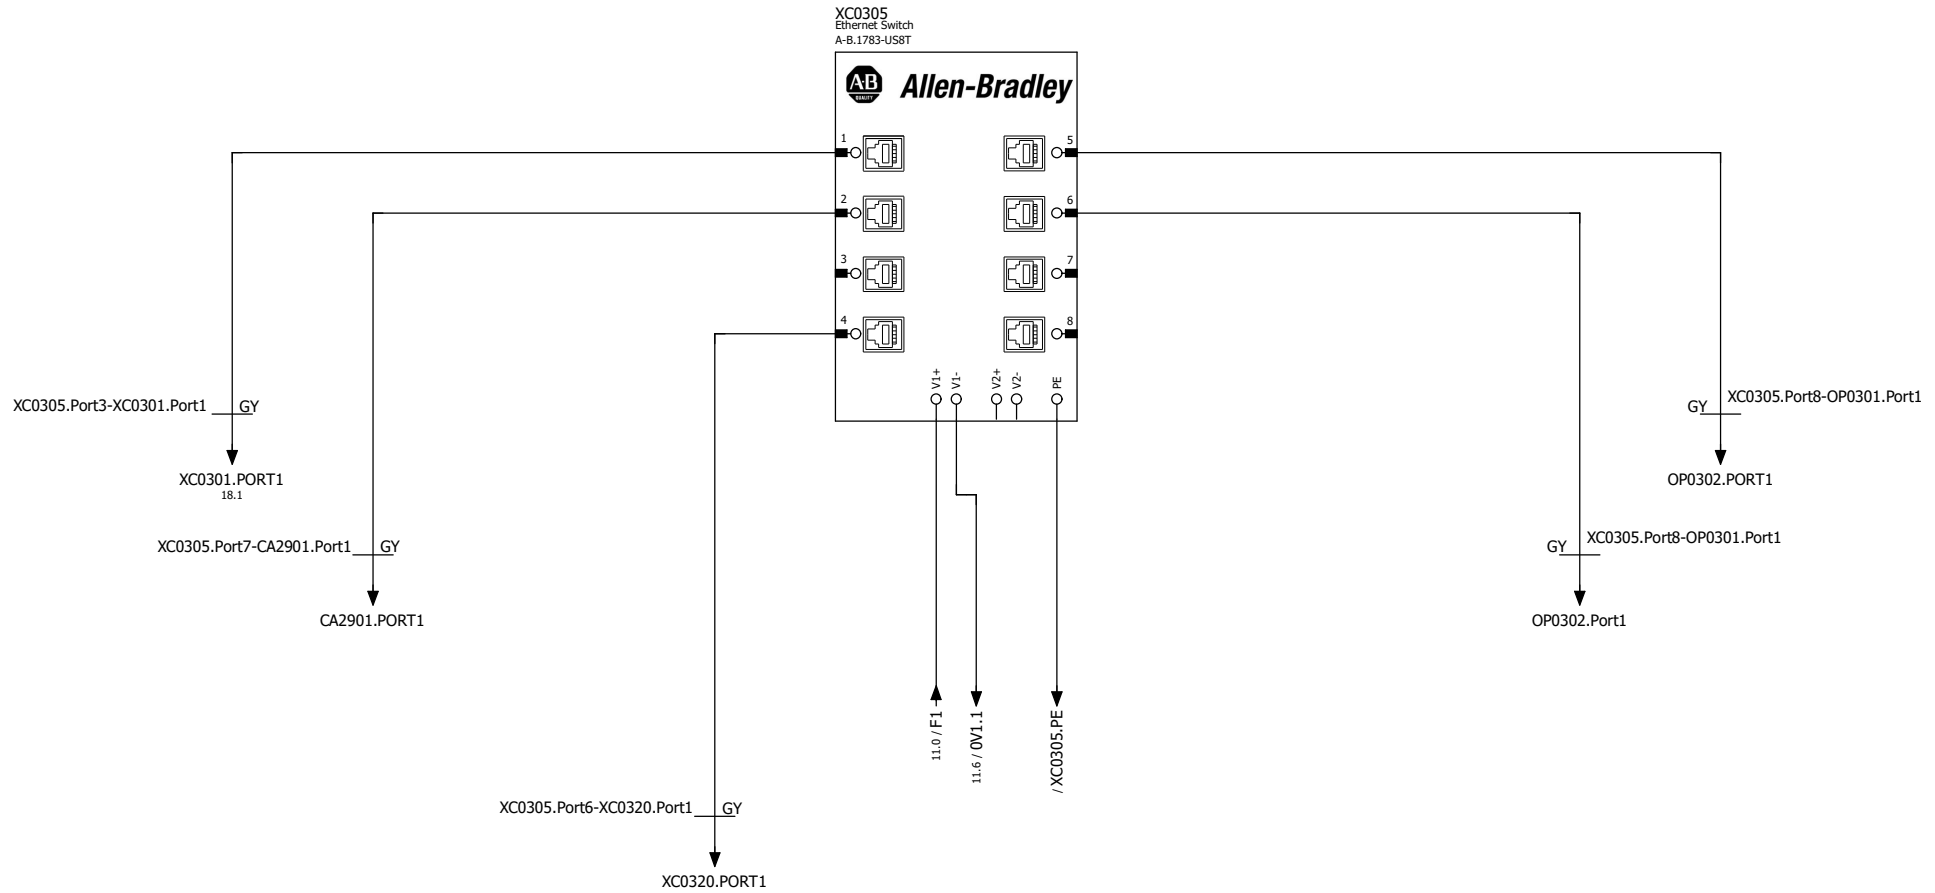 XC0305
Ethernet Switch
A-B.1783-US8T
A-B
QUALITY
Allen-Bradley
1
5
2
6
3
7
4
8
V1+
V1-
V2+
V2-
PE
XC0305.Port3-XC0301.Port1
GY
XC0301.PORT1
18.1
XC0305.Port7-CA2901.Port1
GY
CA2901.PORT1
XC0305.Port6-XC0320.Port1
GY
XC0320.PORT1
11.0 / F1
11.6 / 0V1.1
/ XC0305.PE
GY
XC0305.Port8-OP0301.Port1
OP0302.PORT1
GY
XC0305.Port8-OP0301.Port1
OP0302.Port1